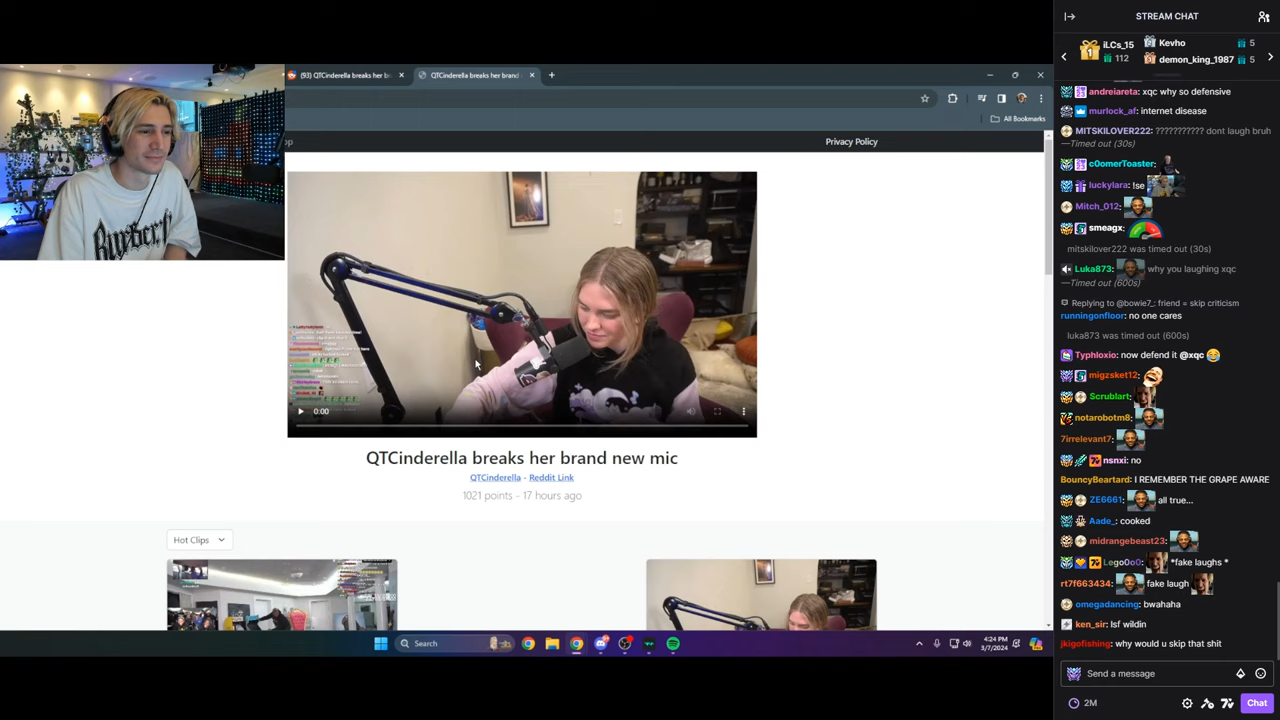 (93) QTCinderella breaks her br
QTCinderella breaks her brand
All Bookmarks
Privacy Policy
0:00
QTCinderella breaks her brand new mic
QTCinderella - Reddit Link
1021 points - 17 hours ago
Hot Clips
Search
4:24 PM
3/7/2024
STREAM CHAT
iLCs_15
112
Kevho
5
demon_king_1987
5
andreiareta: xqc why so defensive
murlock_af: internet disease
MITSKILOVER222: ??????????? dont laugh bruh
—Timed out (30s)
c0omerToaster:
luckylara: !se
Mitch_012:
smeagx:
mitskilover222 was timed out (30s)
Luka873: why you laughing xqc
—Timed out (600s)
Replying to @bowie7_: friend = skip criticism
runningonfloor: no one cares
luka873 was timed out (600s)
Typhloxio: now defend it @xqc
migzsket12:
Scrublart:
notarobotm8:
7irrelevant7:
nsnxi: no
BouncyBeartard: I REMEMBER THE GRAPE AWARE
ZE6661: all true...
Aade_: cooked
midrangebeast23:
Lego0o0: *fake laughs *
rt7f663434: fake laugh
omegadancing: bwahaha
ken_sir: lsf wildin
jkigofishing: why would u skip that shit
Send a message
2M
Chat